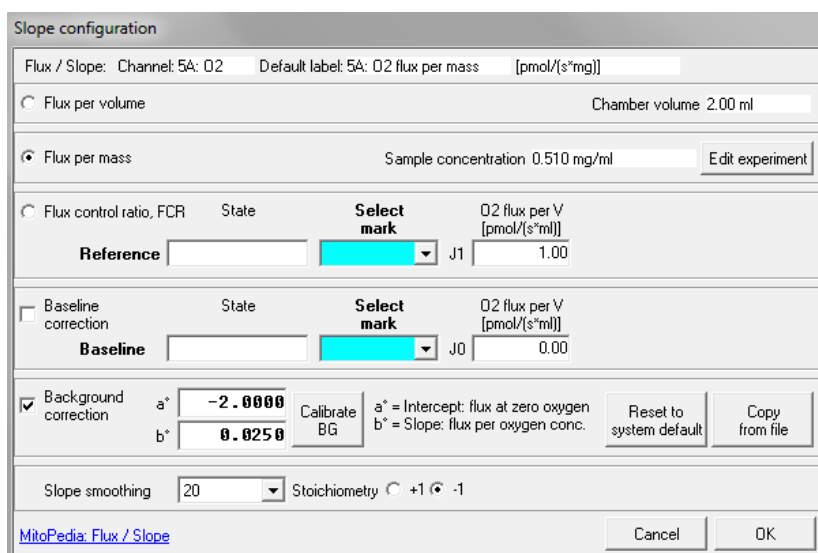 Slope configuration
Flux / Slope: Channel: 5A: O2 Default label: 5A: O2 flux per mass [pmol/(s*mg)]
Flux per volume Chamber volume 2.00 ml
Flux per mass Sample concentration 0.510 mg/ml Edit experiment
Flux control ratio, FCR State Select mark O2 flux per V [pmol/(s*ml)]
Reference J1 1.00
Baseline correction State Select mark O2 flux per V [pmol/(s*ml)]
Baseline J0 0.00
Background correction a° -2.0000 Calibrate BG a° = Intercept: flux at zero oxygen Reset to system default Copy from file
b° 0.0250 b° = Slope: flux per oxygen conc.
Slope smoothing 20 Stoichiometry +1 -1
MitoPedia: Flux / Slope Cancel OK